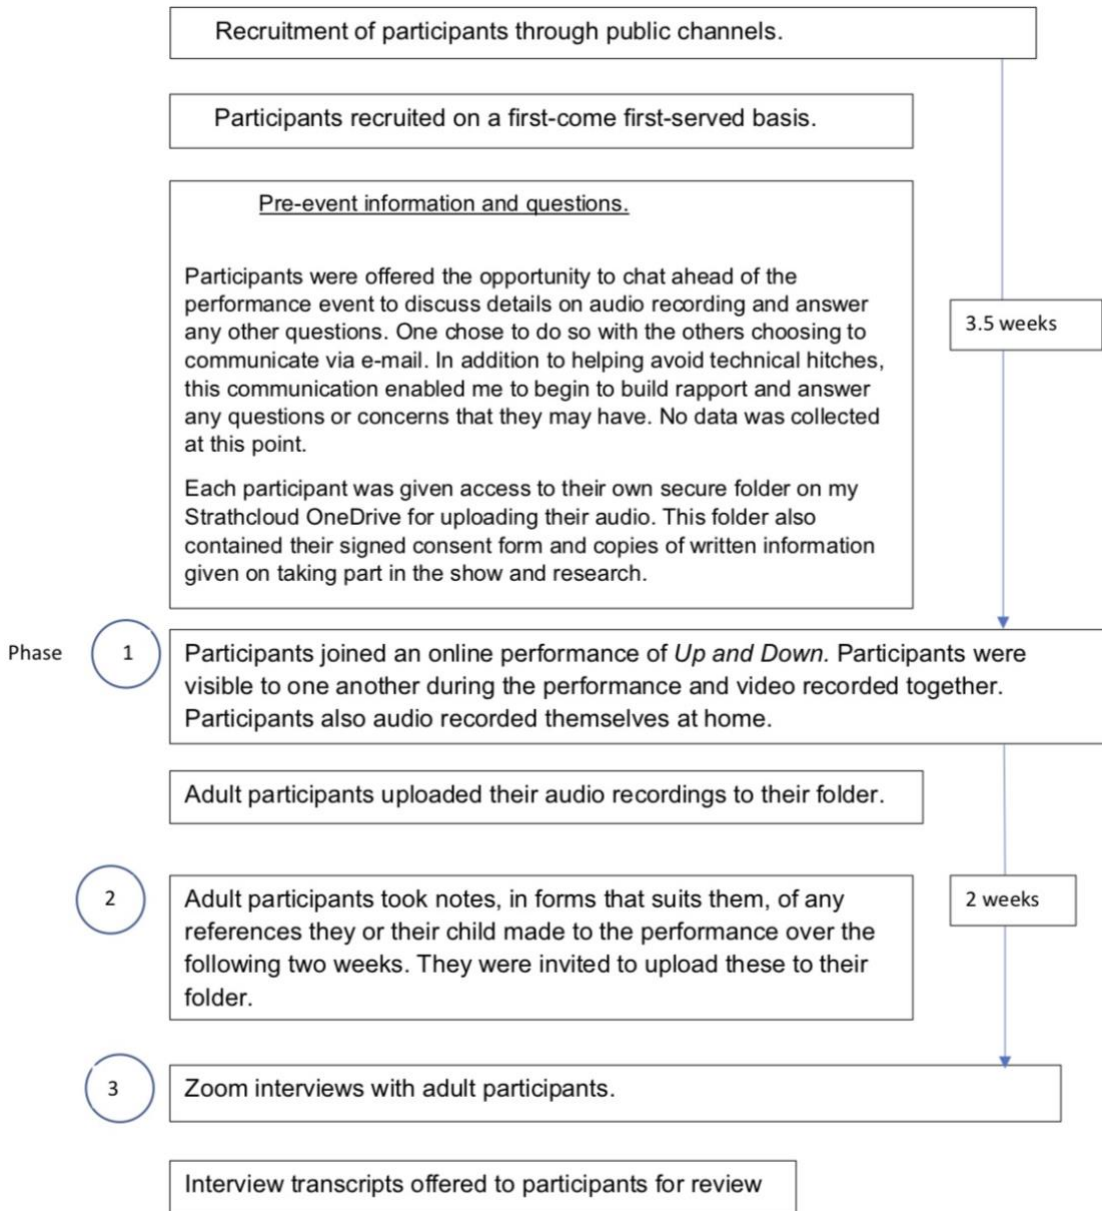 Recruitment of participants through public channels.
Participants recruited on a first-come first-served basis.
Pre-event information and questions.
Participants were offered the opportunity to chat ahead of the
performance event to discuss details on audio recording and answer
any other questions. One chose to do so with the others choosing to
communicate via e-mail. In addition to helping avoid technical hitches,
this communication enabled me to begin to build rapport and answer
any questions or concerns that they may have. No data was collected
at this point.
Each participant was given access to their own secure folder on my
Strathcloud OneDrive for uploading their audio. This folder also
contained their signed consent form and copies of written information
given on taking part in the show and research.
3.5 weeks
Phase
1
Participants joined an online performance of Up and Down. Participants were
visible to one another during the performance and video recorded together.
Participants also audio recorded themselves at home.
Adult participants uploaded their audio recordings to their folder.
2
Adult participants took notes, in forms that suits them, of any
references they or their child made to the performance over the
following two weeks. They were invited to upload these to their
folder.
2 weeks
3
Zoom interviews with adult participants.
Interview transcripts offered to participants for review